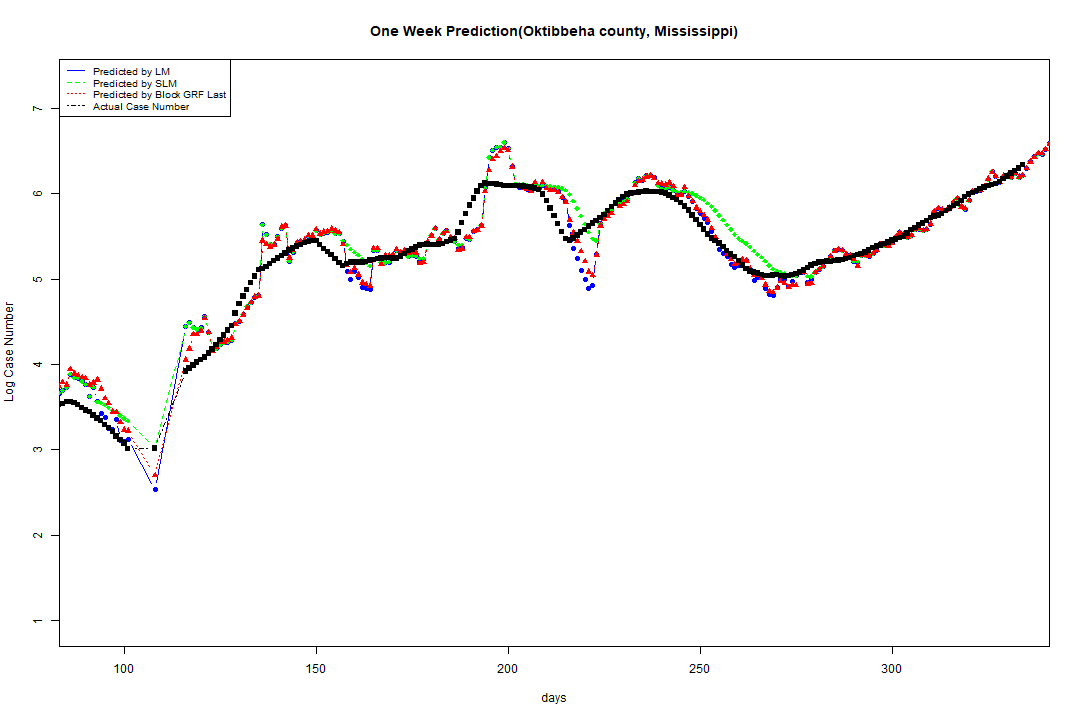 One Week Prediction(Oktibbeha county, Mississippi)
Predicted by LM
Predicted by SLM
Predicted by Block GRF Last
Actual Case Number
Log Case Number
7
6
5
4
3
2
1
100
150
200
250
300
days